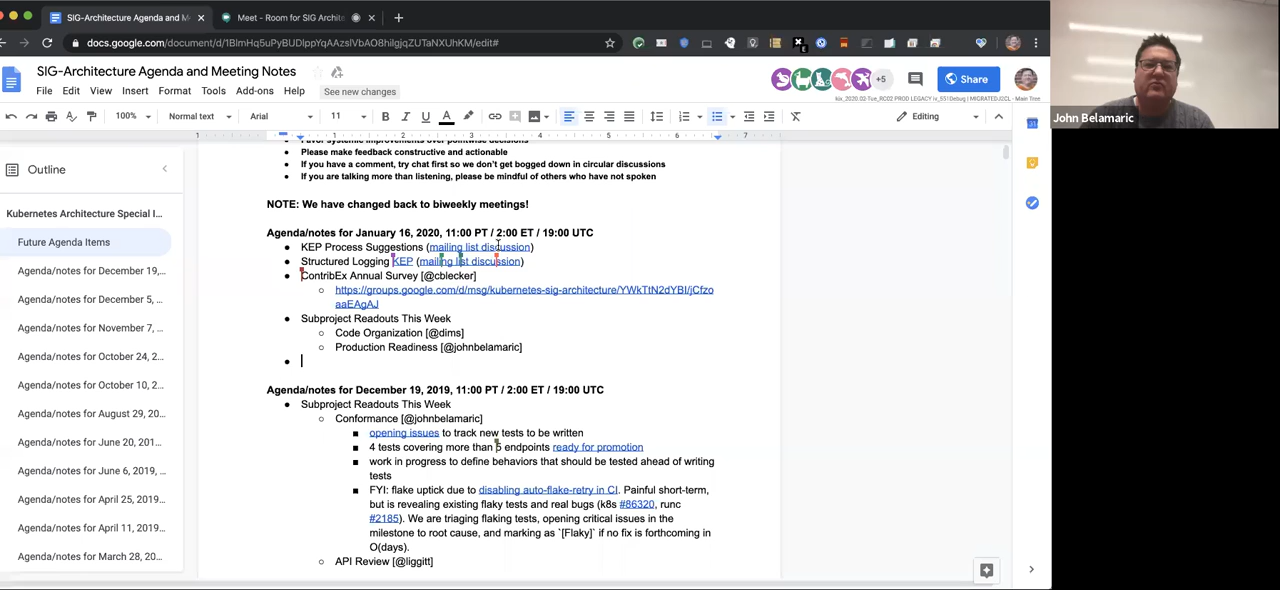 SIG-Architecture Agenda and M
Meet - Room for SIG Archite
docs.google.com/document/d/1BlmHq5uPyBUDlppYqAAzslVbAO8hilgjqZUTaNXUhKM/edit#
SIG-Architecture Agenda and Meeting Notes
File Edit View Insert Format Tools Add-ons Help See new changes
+5
Share
100% Normal text Arial 11 Editing
John Belamaric
Outline
Kubernetes Architecture Special I...
Future Agenda Items
Agenda/notes for December 19,...
Agenda/notes for December 5, ...
Agenda/notes for November 7, ...
Agenda/notes for October 24, 2...
Agenda/notes for October 10, 2...
Agenda/notes for August 29, 20...
Agenda/notes for June 20, 201...
Agenda/notes for June 6, 2019, ...
Agenda/notes for April 25, 2019...
Agenda/notes for April 11, 2019...
Agenda/notes for March 28, 20...
Favor systemic improvements over pointwise decisions
Please make feedback constructive and actionable
If you have a comment, try chat first so we don't get bogged down in circular discussions
If you are talking more than listening, please be mindful of others who have not spoken
NOTE: We have changed back to biweekly meetings!
Agenda/notes for January 16, 2020, 11:00 PT / 2:00 ET / 19:00 UTC
KEP Process Suggestions (mailing list discussion)
Structured Logging KEP (mailing list discussion)
ContribEx Annual Survey [@cblecker]
https://groups.google.com/d/msg/kubernetes-sig-architecture/YWkTtN2dYBI/jCfzo
aaEAgAJ
Subproject Readouts This Week
Code Organization [@dims]
Production Readiness [@johnbelamaric]
Agenda/notes for December 19, 2019, 11:00 PT / 2:00 ET / 19:00 UTC
Subproject Readouts This Week
Conformance [@johnbelamaric]
opening issues to track new tests to be written
4 tests covering more than 5 endpoints ready for promotion
work in progress to define behaviors that should be tested ahead of writing
tests
FYI: flake uptick due to disabling auto-flake-retry in CI. Painful short-term,
but is revealing existing flaky tests and real bugs (k8s #86320, runc
#2185). We are triaging flaking tests, opening critical issues in the
milestone to root cause, and marking as `[Flaky]` if no fix is forthcoming in
O(days).
API Review [@liggitt]